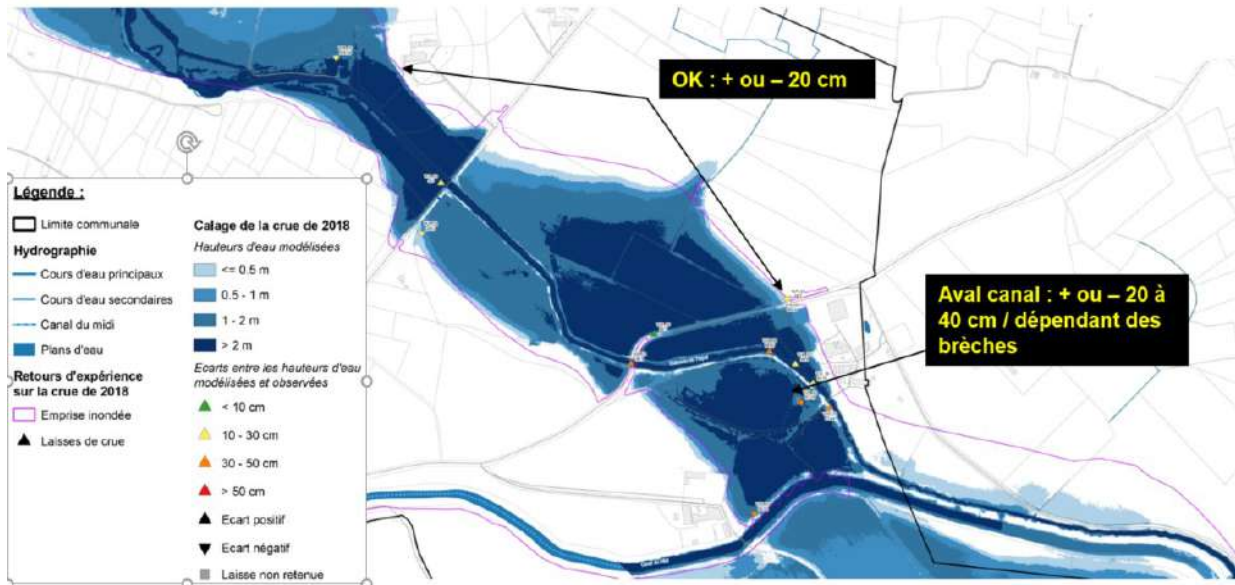 OK : + ou – 20 cm
Aval canal : + ou – 20 à
40 cm / dépendant des
brèches
Légende :
Limite communale
Hydrographie
Cours d'eau principaux
Cours d'eau secondaires
Canal du midi
Plans d'eau
Retours d'expérience
sur la crue de 2018
Emprise inondée
Laisses de crue
Calage de la crue de 2018
Hauteurs d'eau modélisées
<= 0.5 m
0.5 - 1 m
1 - 2 m
> 2 m
Ecarts entre les hauteurs d'eau
modélisées et observées
< 10 cm
10 - 30 cm
30 - 50 cm
> 50 cm
Ecart positif
Ecart négatif
Laisse non retenue